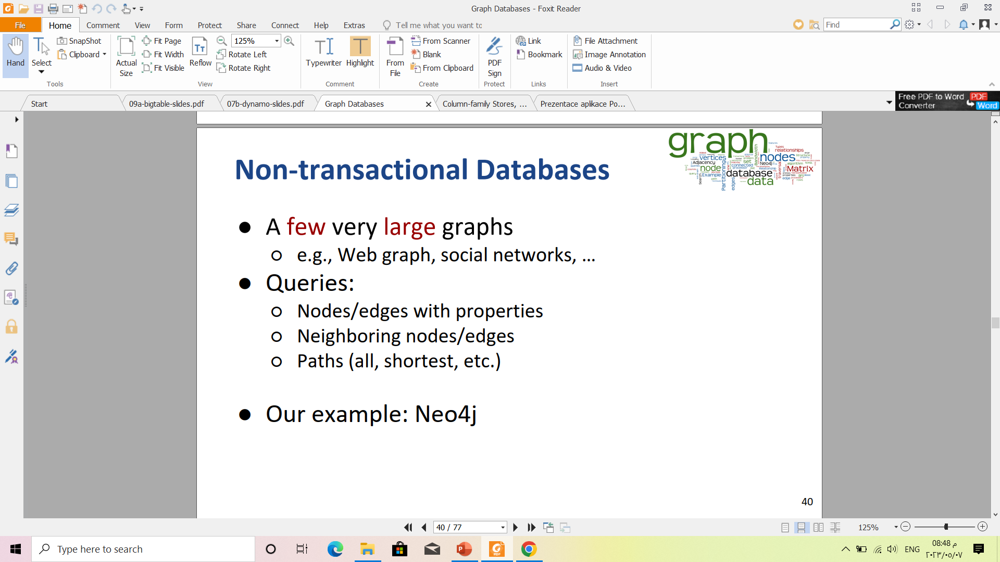 Graph Databases - Foxit Reader
File Home Comment View Form Protect Share Connect Help Extras Tell me what you want to Find
Hand
Select
SnapShot
Clipboard
Tools
Actual Size
Fit Page
Fit Width
Fit Visible
Reflow
125%
Rotate Left
Rotate Right
View
Typewriter
Highlight
Comment
From File
From Scanner
Blank
From Clipboard
Create
PDF Sign
Protect
Link
Bookmark
Links
File Attachment
Image Annotation
Audio & Video
Insert
Start 09a-bigtable-slides.pdf 07b-dynamo-slides.pdf Graph Databases Column-family Stores, ... Prezentace aplikace Po...
Free PDF to Word Converter PDF Word
graph
relationships
vertices nodes
Adjacency set Neo4j
node connected algorithm Matrix
Example database
Partitioning edges data
Non-transactional Databases
● A few very large graphs
○ e.g., Web graph, social networks, ...
● Queries:
○ Nodes/edges with properties
○ Neighboring nodes/edges
○ Paths (all, shortest, etc.)
● Our example: Neo4j
40
40 / 77
125%
Type here to search
ENG
08:48 م
٢٠٢٣/٠٥/٠٧